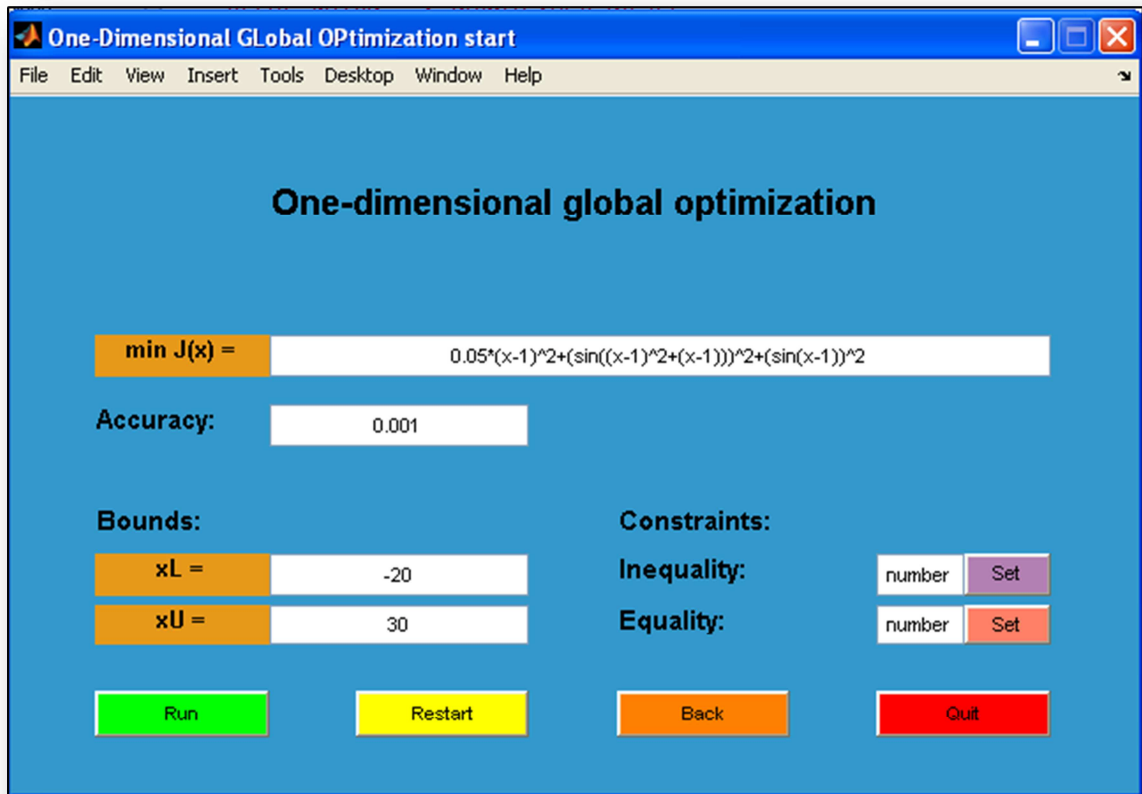 One-Dimensional GLobal OPtimization start
File Edit View Insert Tools Desktop Window Help
One-dimensional global optimization
min J(x) = 0.05*(x-1)^2+(sin((x-1)^2+(x-1)))^2+(sin(x-1))^2
Accuracy: 0.001
Bounds: Constraints:
xL = -20 Inequality: number Set
xU = 30 Equality: number Set
Run Restart Back Quit